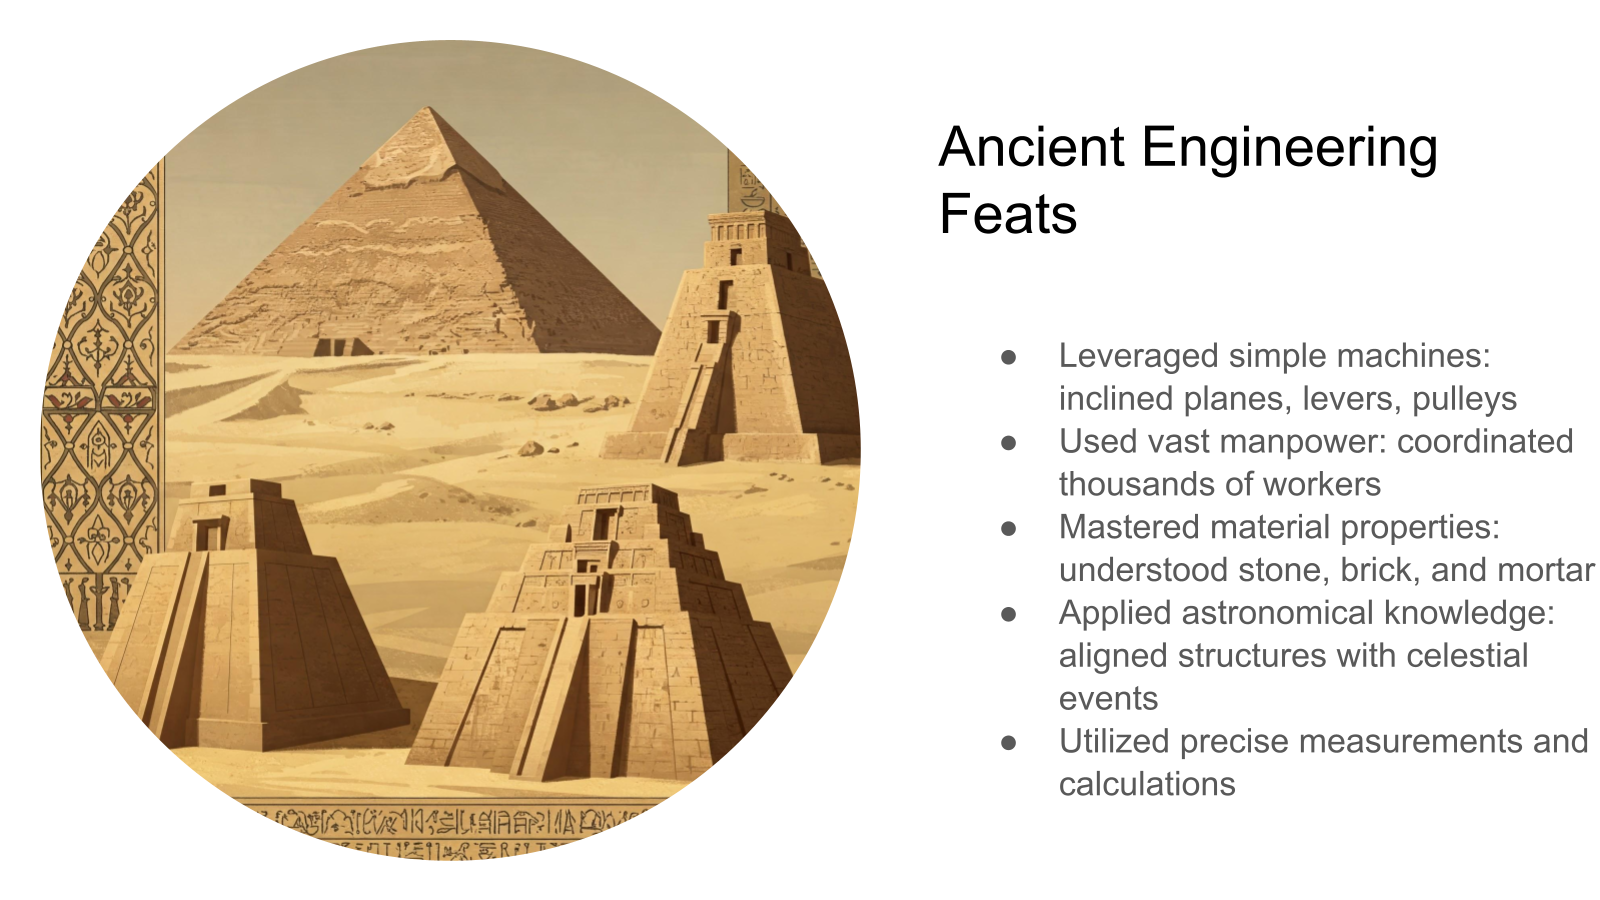 Ancient Engineering
Feats
● Leveraged simple machines:
inclined planes, levers, pulleys
● Used vast manpower: coordinated
thousands of workers
● Mastered material properties:
understood stone, brick, and mortar
● Applied astronomical knowledge:
aligned structures with celestial
events
● Utilized precise measurements and
calculations